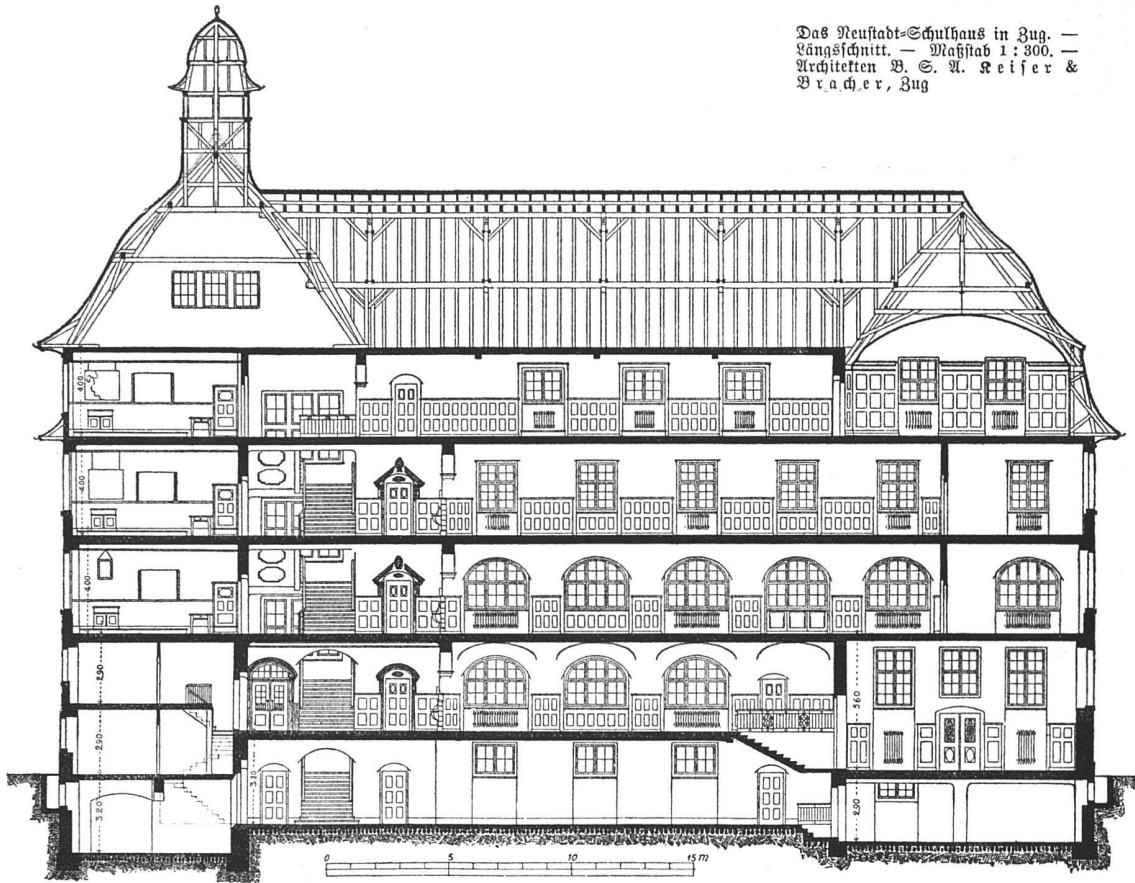 Das Neustadt=Schulhaus in Zug. —
Längsschnitt. — Maßstab 1 : 300. —
Architekten B. S. A. Keiser &
Bracher, Zug
4.00
4.00
4.00
2.90
3.60
2.90
3.10
3.20
2.90
0 5 10 15 m